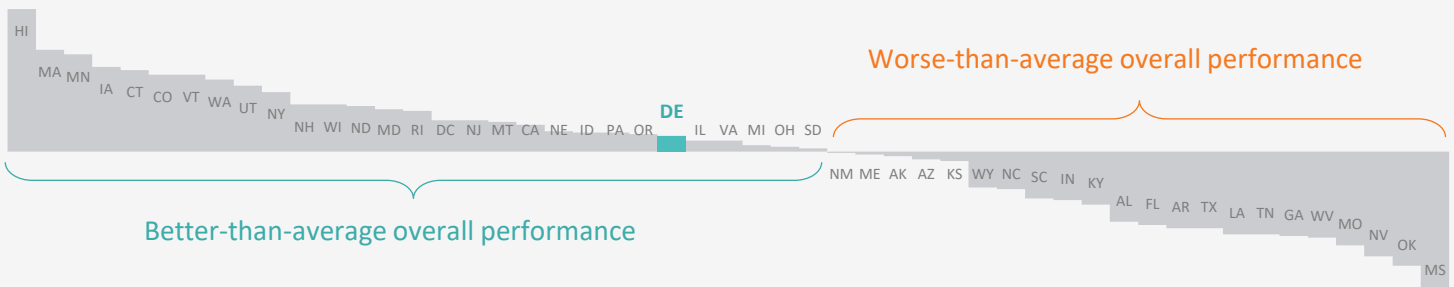 HI
MA MN IA CT CO VT WA UT NY NH WI ND MD RI DC NJ MT CA NE ID PA OR DE IL VA MI OH SD
Worse-than-average overall performance
NM ME AK AZ KS WY NC SC IN KY AL FL AR TX LA TN GA WV MO NV OK MS
Better-than-average overall performance